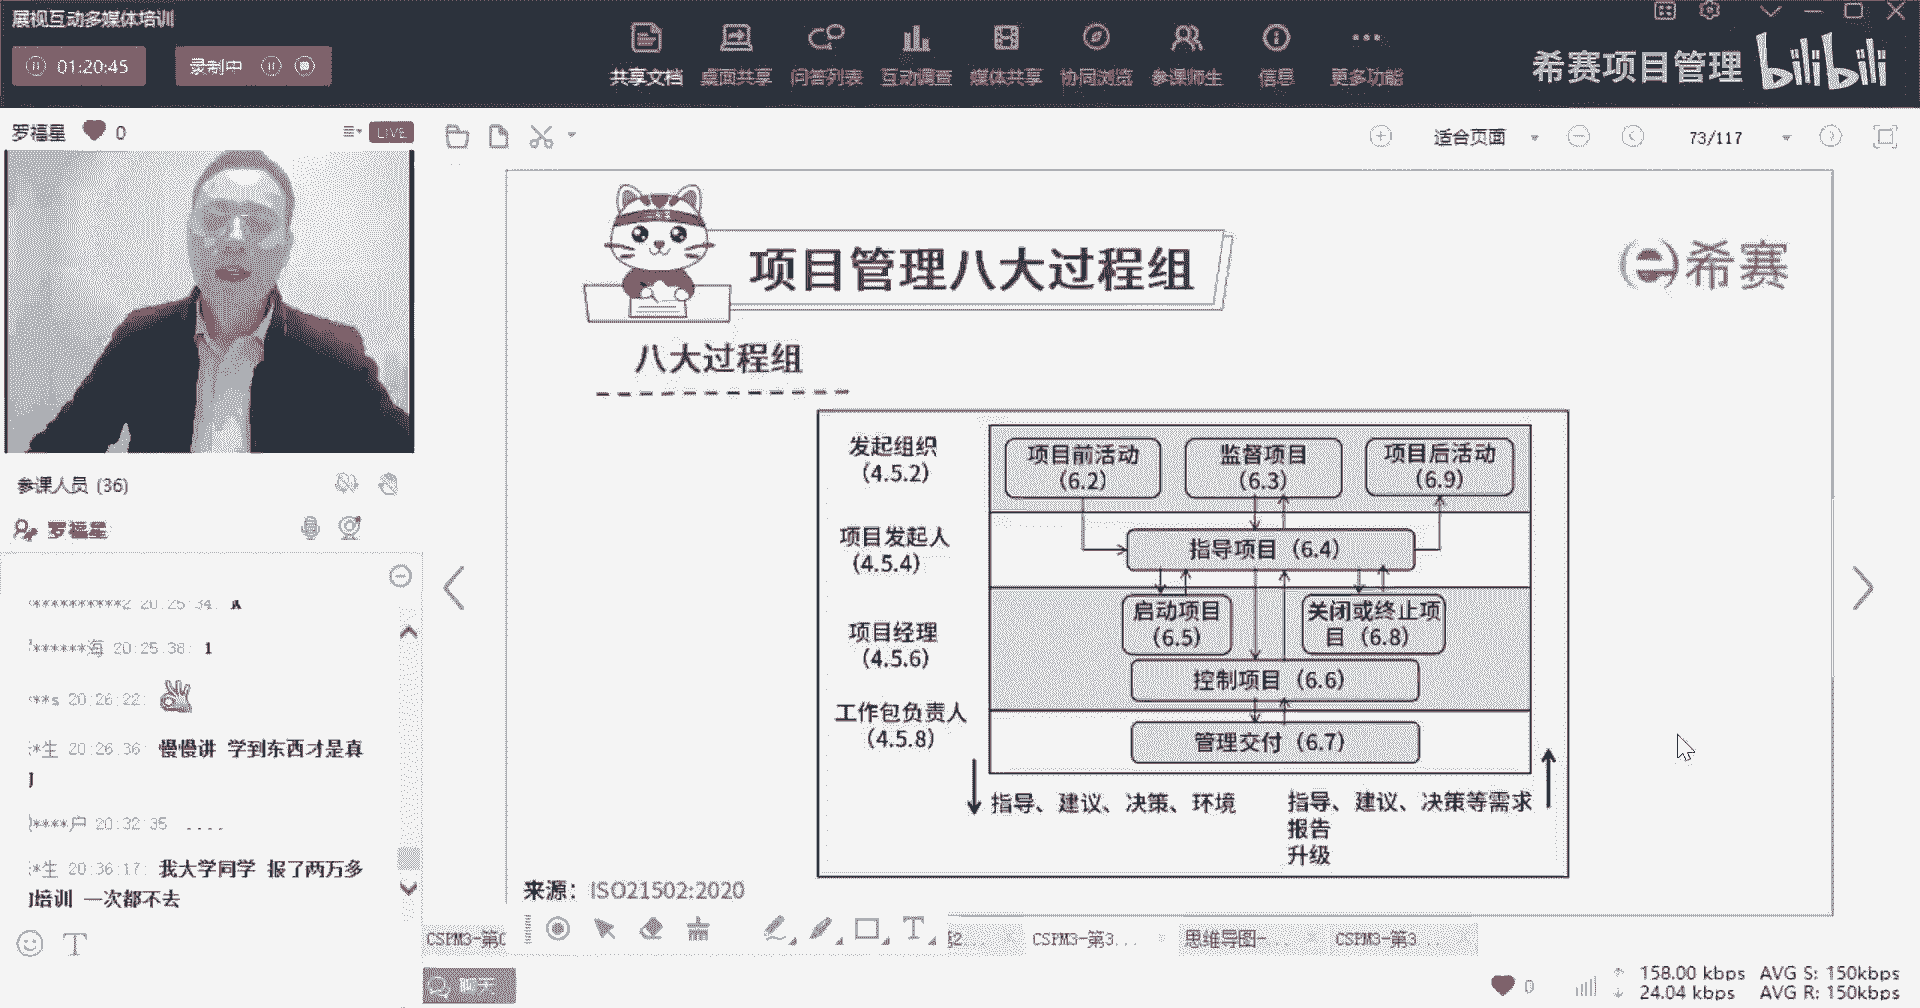 展视互动多媒体培训
01:20:45
录制中
共享文档
桌面共享
问答列表
互动调查
媒体共享
协同浏览
参课师生
信息
更多功能
希赛项目管理
bilibili
罗福星
0
LIVE
适合页面
73/117
参课人员 (36)
罗福星
20:25:34:
海 20:25:38: 1
**s 20:26:22:
*生 20:26:36: 慢慢讲 学到东西才是真
****户 20:32:35 ....
*生 20:36:17: 我大学同学 报了两万多
培训 一次都不去
聊天
项目管理八大过程组
希赛
八大过程组
发起组织
(4.5.2)
项目前活动
(6.2)
监督项目
(6.3)
项目后活动
(6.9)
项目发起人
(4.5.4)
指导项目 (6.4)
项目经理
(4.5.6)
启动项目
(6.5)
关闭或终止项
目 (6.8)
控制项目 (6.6)
工作包负责人
(4.5.8)
管理交付 (6.7)
指导、建议、决策、环境
指导、建议、决策等需求
报告
升级
来源: ISO21502:2020
CSPM3-第3...
思维导图-...
CSPM3-第3...
0
158.00 kbps AVG S: 150kbps
24.04 kbps AVG R: 150kbps